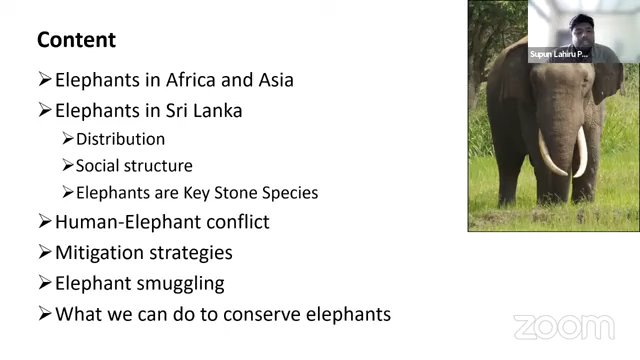 Content
Elephants in Africa and Asia
Elephants in Sri Lanka
Distribution
Social structure
Elephants are Key Stone Species
Human-Elephant conflict
Mitigation strategies
Elephant smuggling
What we can do to conserve elephants
Supun Lahiru P...
zoom